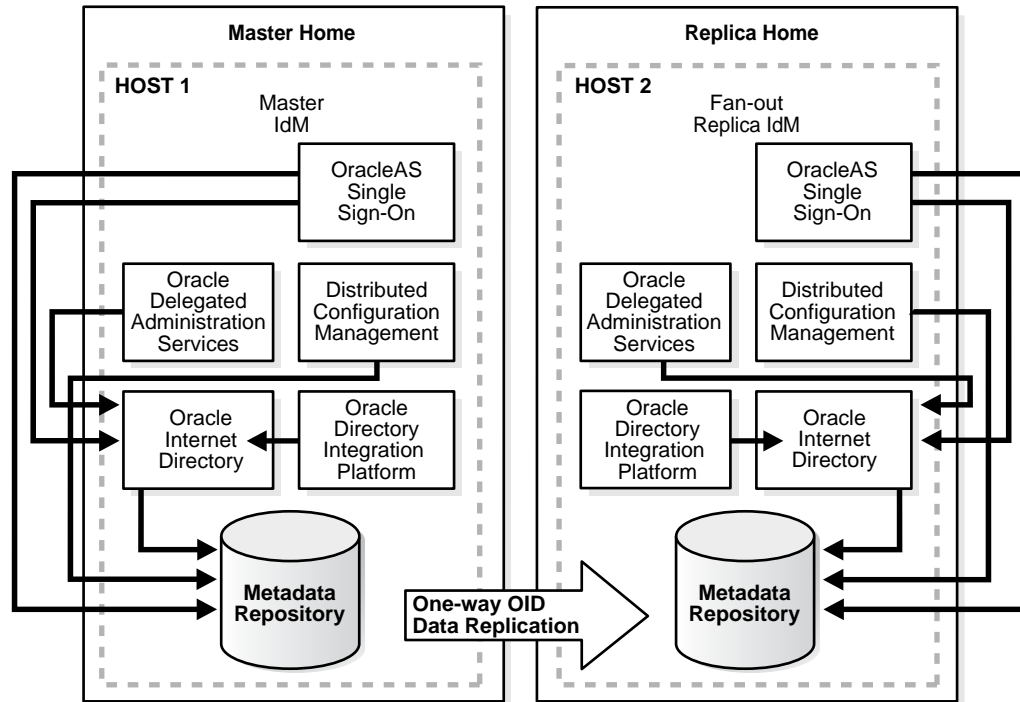 Master Home
HOST 1
Master
IdM
OracleAS
Single
Sign-On
Oracle
Delegated
Administration
Services
Distributed
Configuration
Management
Oracle
Internet
Directory
Oracle
Directory
Integration
Platform
Metadata
Repository
One-way OID
Data Replication
Replica Home
HOST 2
Fan-out
Replica IdM
OracleAS
Single
Sign-On
Oracle
Delegated
Administration
Services
Distributed
Configuration
Management
Oracle
Directory
Integration
Platform
Oracle
Internet
Directory
Metadata
Repository